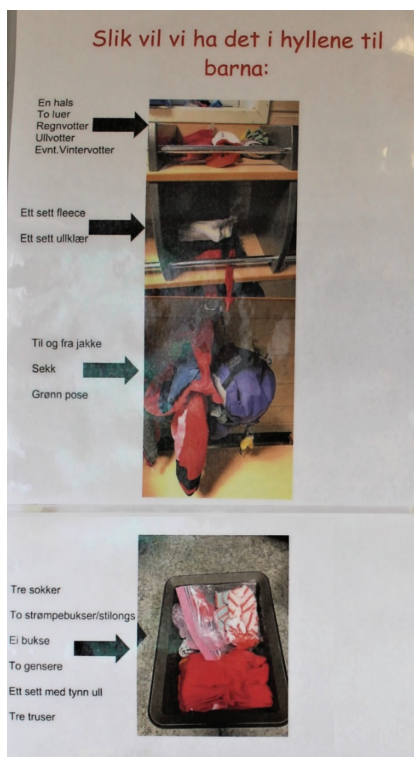 Slik vil vi ha det i hyllene til
barna:
En hals
To luer
Regnvotter
Ullvotter
Evnt.Vintervotter
Ett sett fleece
Ett sett ullklær
Til og fra jakke
Sekk
Grønn pose
Tre sokker
To strømpebukser/stilongs
Ei bukse
To gensere
Ett sett med tynn ull
Tre truser